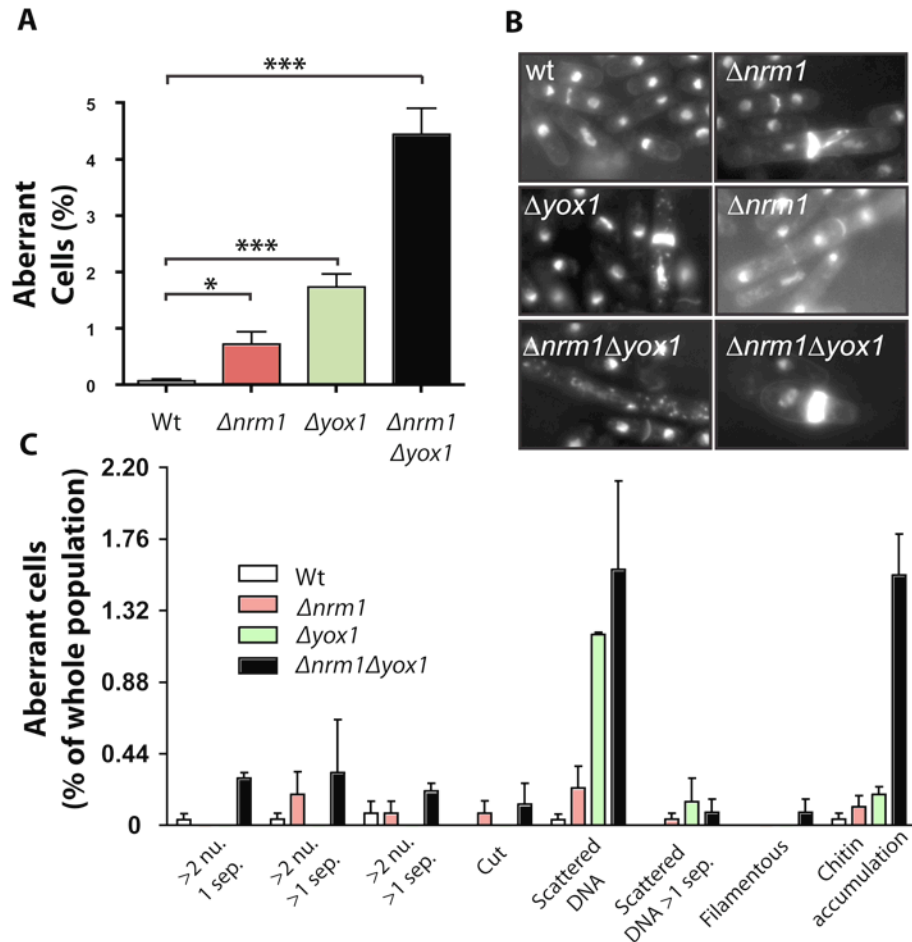 A
***
***
*
5
4
3
2
1
0
Aberrant
Cells (%)
Wt
Δnrm1
Δyox1
Δnrm1
Δyox1
B
wt
Δnrm1
Δyox1
Δnrm1
Δnrm1Δyox1
Δnrm1Δyox1
C
2.20
1.76
1.32
0.88
0.44
0
Aberrant cells
(% of whole population)
Wt
Δnrm1
Δyox1
Δnrm1Δyox1
>2 nu.
1 sep.
>2 nu.
>1 sep.
>2 nu.
>1 sep.
Cut
Scattered
DNA
Scattered
DNA >1 sep.
Filamentous
Chitin
accumulation